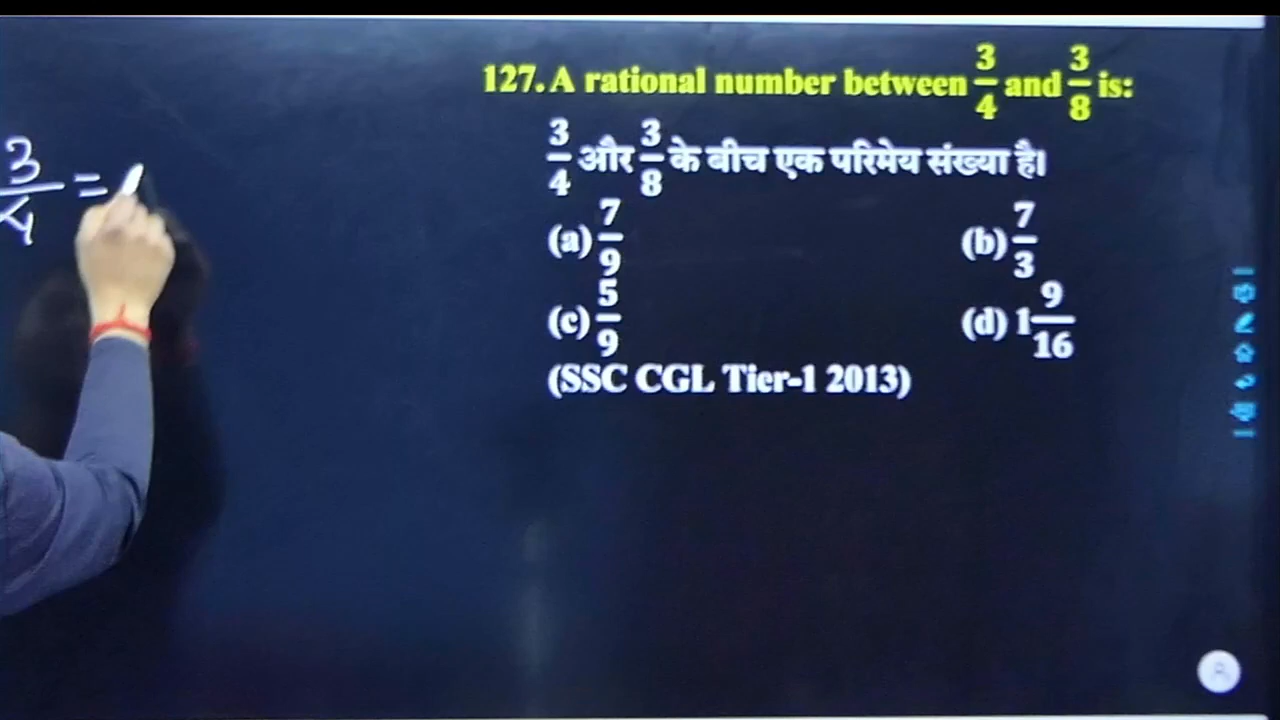 127. A rational number between 3/4 and 3/8 is:
3/4 और 3/8 के बीच एक परिमेय संख्या है।
(a) 7/9 (b) 7/3
(c) 5/9 (d) 1 9/16
(SSC CGL Tier-1 2013)
3/4 =